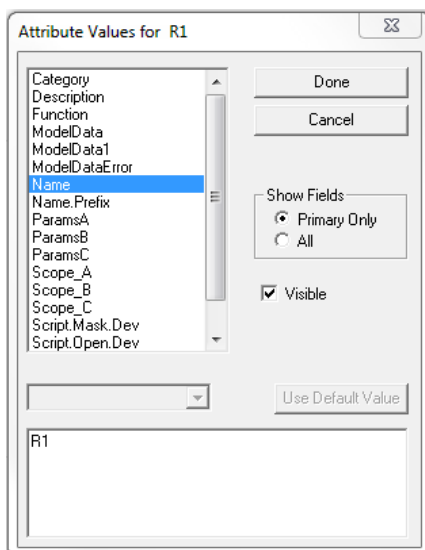 Attribute Values for R1
Category
Description
Function
ModelData
ModelData1
ModelDataError
Name
Name.Prefix
ParamsA
ParamsB
ParamsC
Scope_A
Scope_B
Scope_C
Script.Mask.Dev
Script.Open.Dev
Done
Cancel
Show Fields
Primary Only
All
Visible
Use Default Value
R1